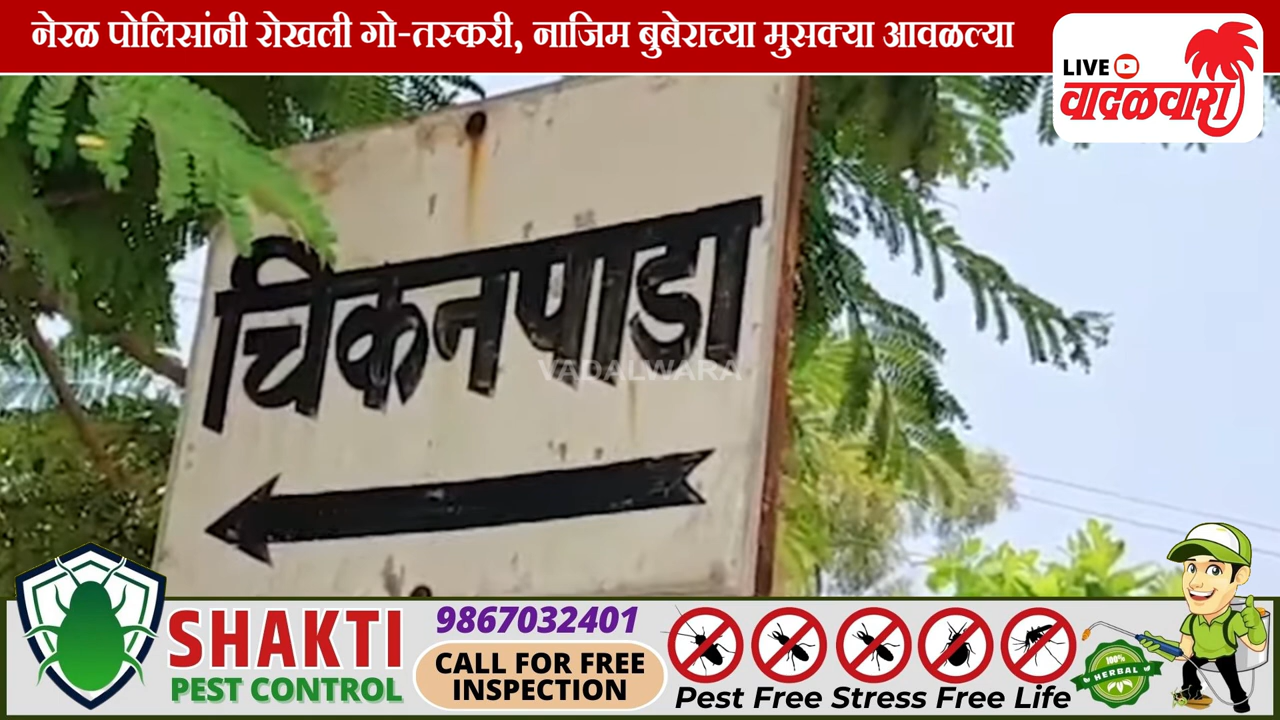 नेरळ पोलिसांनी रोखली गो-तस्करी, नाजिम बुबेराच्या मुसक्या आवळल्या
LIVE
वादळवारा
चिकनपाडा
VADALWARA
SHAKTI
PEST CONTROL
9867032401
CALL FOR FREE
INSPECTION
Pest Free Stress Free Life
100%
HERBAL